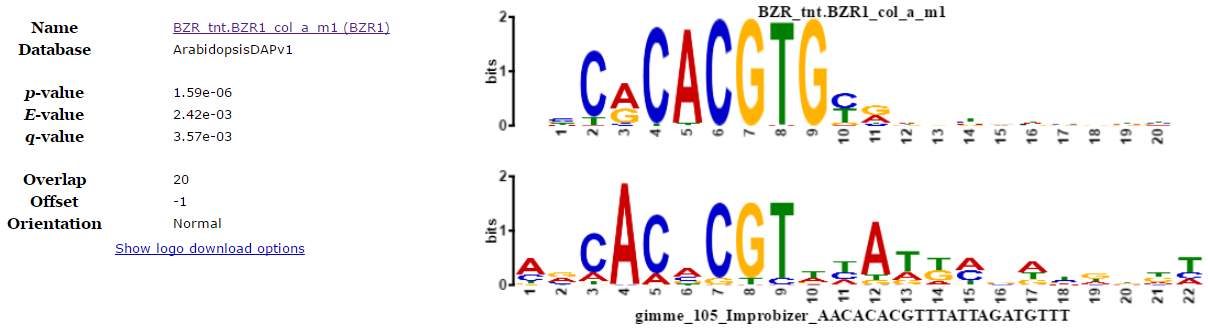 Name BZR_tnt.BZR1_col_a_m1 (BZR1)
Database ArabidopsisDAPv1
p-value 1.59e-06
E-value 2.42e-03
q-value 3.57e-03
Overlap 20
Offset -1
Orientation Normal
Show logo download options
BZR_tnt.BZR1_col_a_m1
2
bits
1
0
CACACGTGCG
1 2 3 4 5 6 7 8 9 10 11 12 13 14 15 16 17 18 19 20
2
bits
1
0
1 2 3 4 5 6 7 8 9 10 11 12 13 14 15 16 17 18 19 20 21 22
gimme_105_Improbizer_AACACACGTTTATTAGATGTTT